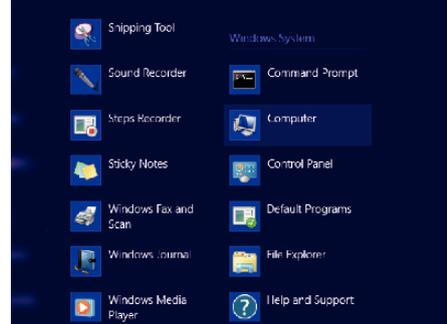 Snipping Tool
Sound Recorder
Steps Recorder
Sticky Notes
Windows Fax and
Scan
Windows Journal
Windows Media
Player
Windows System
Command Prompt
Computer
Control Panel
Default Programs
File Explorer
Help and Support